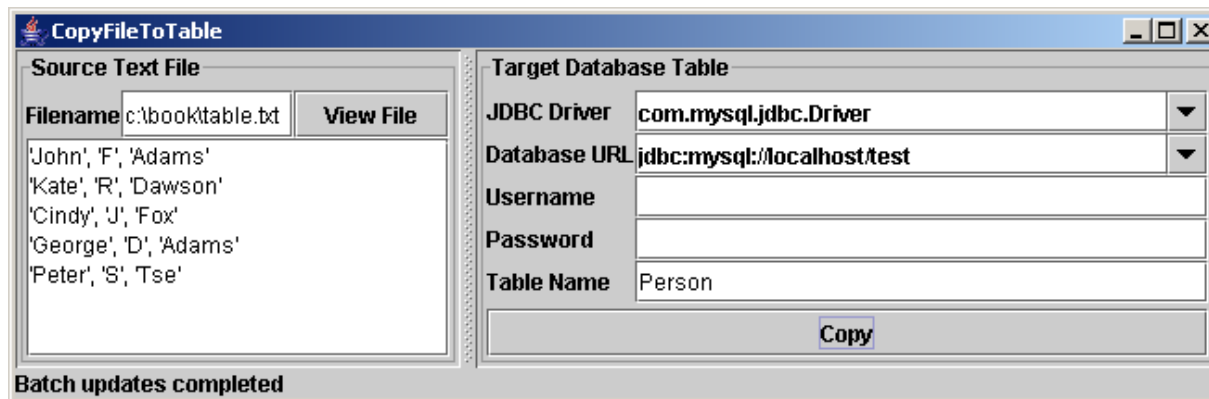 CopyFileToTable
Source Text File
Filename c:\book\table.txt View File
'John', 'F', 'Adams'
'Kate', 'R', 'Dawson'
'Cindy', 'J', 'Fox'
'George', 'D', 'Adams'
'Peter', 'S', 'Tse'
Target Database Table
JDBC Driver com.mysql.jdbc.Driver
Database URL jdbc:mysql://localhost/test
Username
Password
Table Name Person
Copy
Batch updates completed